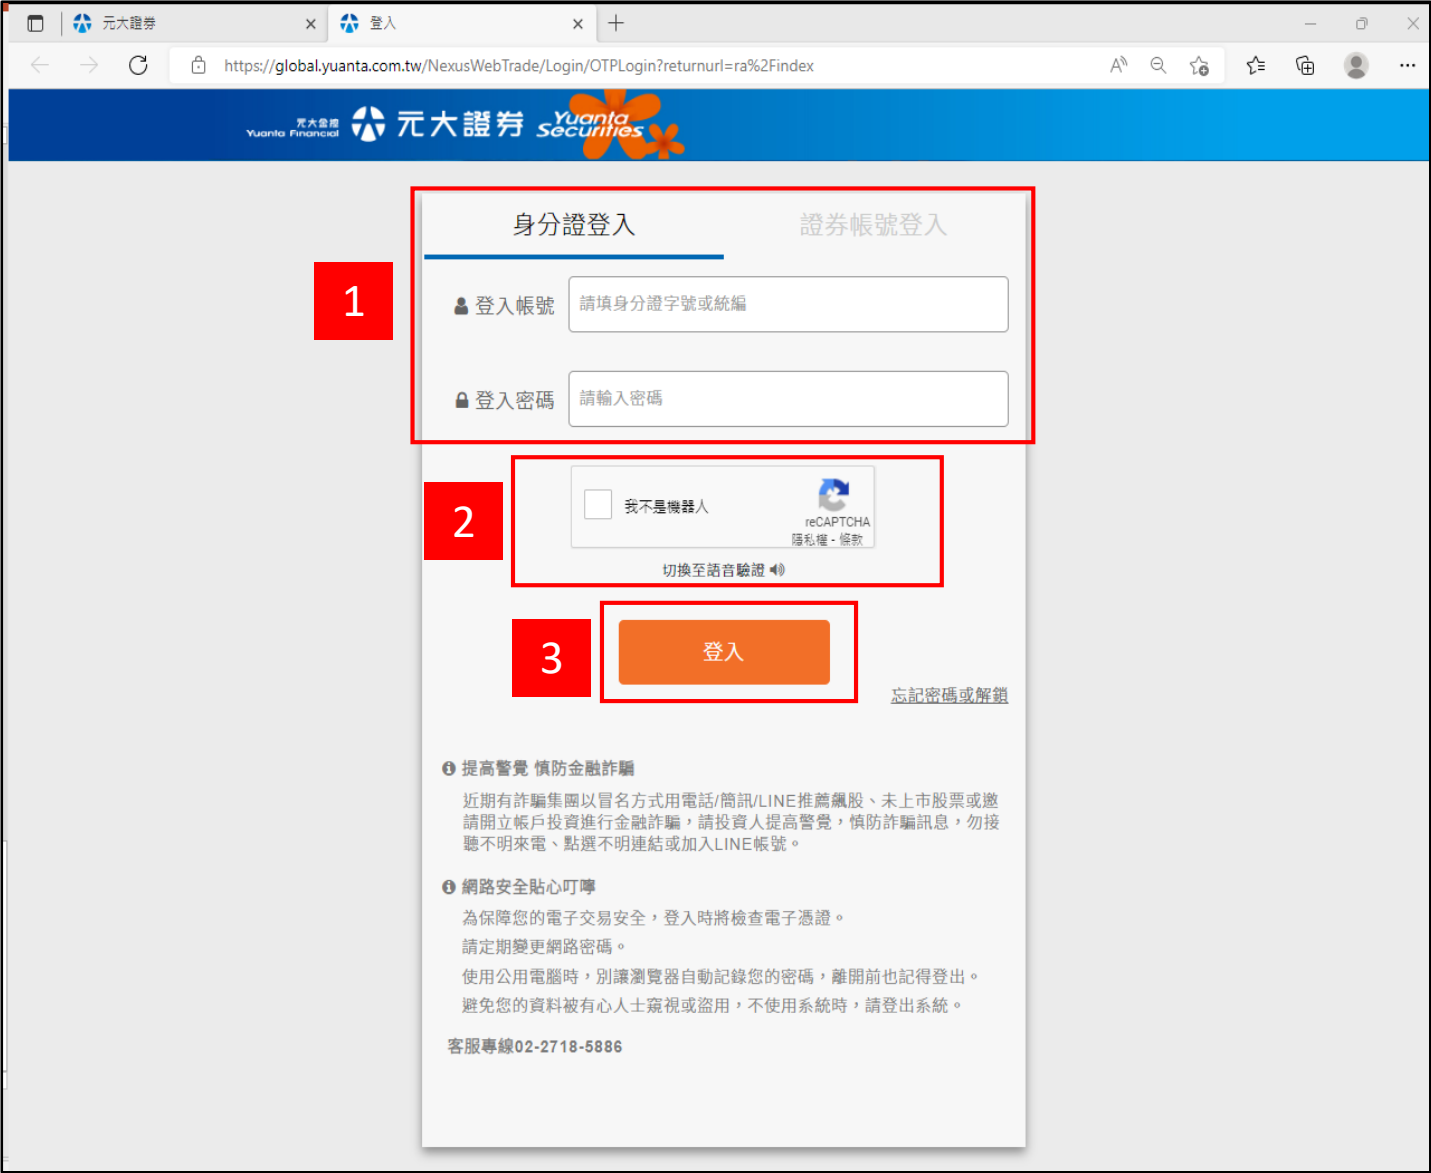 元大證券
登入
https://global.yuanta.com.tw/NexusWebTrade/Login/OTPLogin?returnurl=ra%2Findex
元大金控
Yuanta Financial
元大證券
Yuanta
securities
身分證登入
證券帳號登入
1
登入帳號
請填身分證字號或統編
登入密碼
請輸入密碼
2
我不是機器人
reCAPTCHA
隱私權 - 條款
切換至語音驗證
3
登入
忘記密碼或解鎖
提高警覺 慎防金融詐騙
近期有詐騙集團以冒名方式用電話/簡訊/LINE推薦飆股、未上市股票或邀
請開立帳戶投資進行金融詐騙，請投資人提高警覺，慎防詐騙訊息，勿接
聽不明來電、點選不明連結或加入LINE帳號。
網路安全貼心叮嚀
為保障您的電子交易安全，登入時將檢查電子憑證。
請定期變更網路密碼。
使用公用電腦時，別讓瀏覽器自動記錄您的密碼，離開前也記得登出。
避免您的資料被有心人士窺視或盜用，不使用系統時，請登出系統。
客服專線02-2718-5886